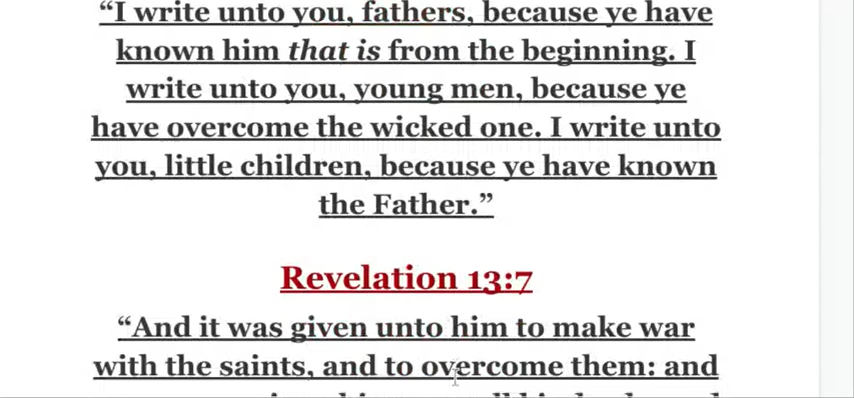 “I write unto you, fathers, because ye have
known him that is from the beginning. I
write unto you, young men, because ye
have overcome the wicked one. I write unto
you, little children, because ye have known
the Father.”
Revelation 13:7
“And it was given unto him to make war
with the saints, and to overcome them: and